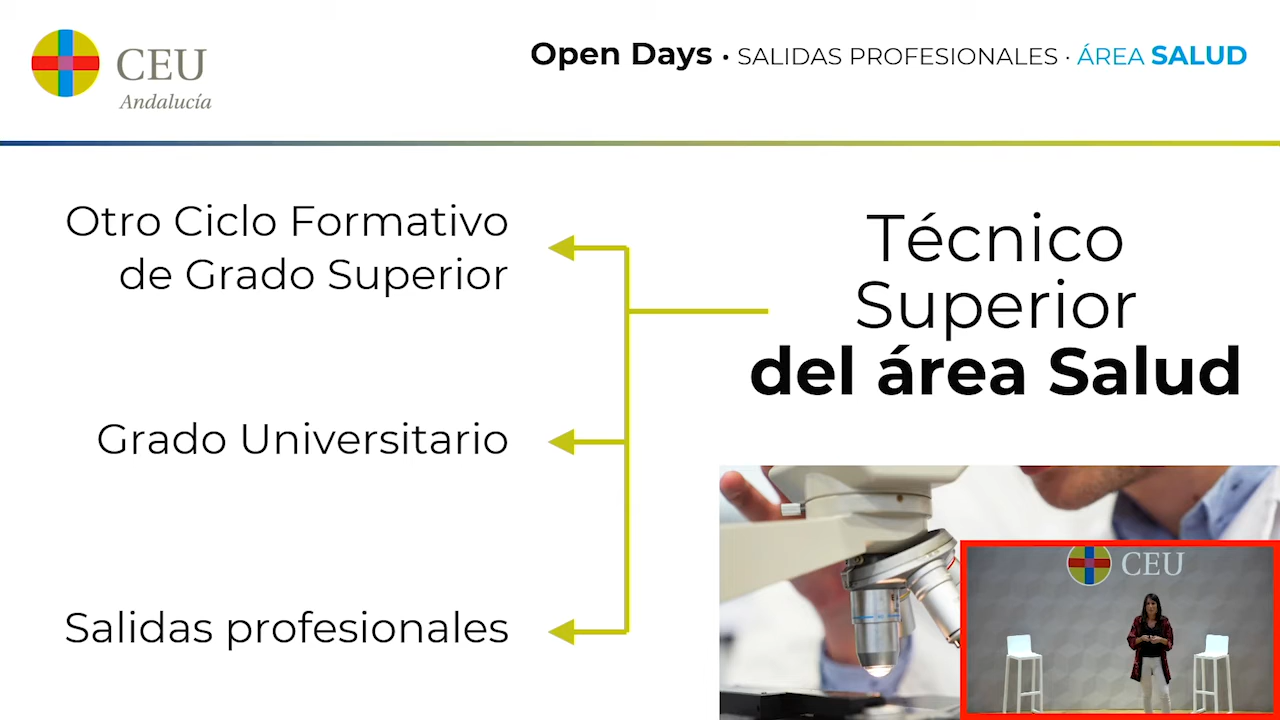 CEU
Andalucía
Open Days · SALIDAS PROFESIONALES · ÁREA SALUD
Otro Ciclo Formativo
de Grado Superior
Grado Universitario
Salidas profesionales
Técnico
Superior
del área Salud
CEU